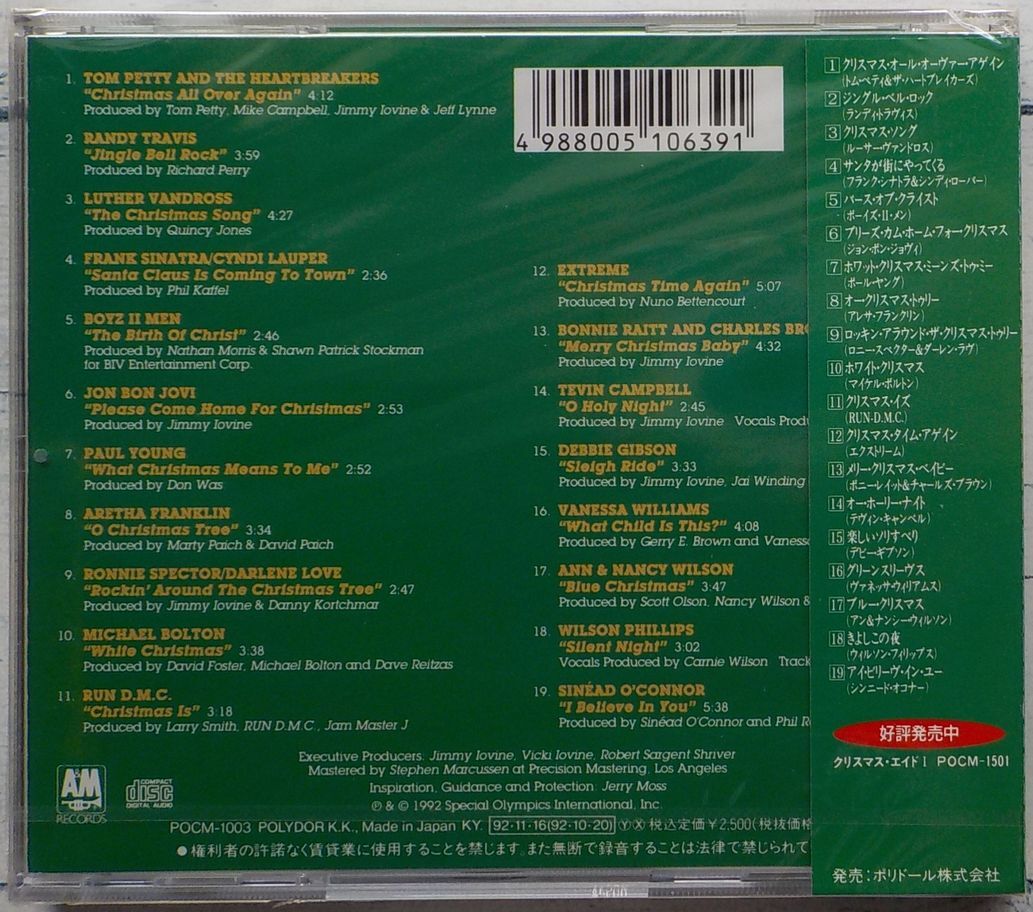 1. TOM PETTY AND THE HEARTBREAKERS
"Christmas All Over Again" 4:12
Produced by Tom Petty, Mike Campbell, Jimmy Iovine & Jeff Lynne
2. RANDY TRAVIS
"Jingle Bell Rock" 3:59
Produced by Richard Perry
3. LUTHER VANDROSS
"The Christmas Song" 4:27
Produced by Quincy Jones
4. FRANK SINATRA/CYNDI LAUPER
"Santa Claus Is Coming To Town" 2:36
Produced by Phil Kaffel
5. BOYZ II MEN
"The Birth Of Christ" 2:46
Produced by Nathan Morris & Shawn Patrick Stockman
for BIV Entertainment Corp.
6. JON BON JOVI
"Please Come Home For Christmas" 2:53
Produced by Jimmy Iovine
7. PAUL YOUNG
"What Christmas Means To Me" 2:52
Produced by Don Was
8. ARETHA FRANKLIN
"O Christmas Tree" 3:34
Produced by Marty Paich & David Paich
9. RONNIE SPECTOR/DARLENE LOVE
"Rockin' Around The Christmas Tree" 2:47
Produced by Jimmy Iovine & Danny Kortchmar
10. MICHAEL BOLTON
"White Christmas" 3:38
Produced by David Foster, Michael Bolton and Dave Reitzas
11. RUN D.M.C.
"Christmas Is" 3:18
Produced by Larry Smith, RUN D.M.C., Jam Master J
4 988005 106391
12. EXTREME
"Christmas Time Again" 5:07
Produced by Nuno Bettencourt
13. BONNIE RAITT AND CHARLES BRO
"Merry Christmas Baby" 4:32
Produced by Jimmy Iovine
14. TEVIN CAMPBELL
"O Holy Night" 2:45
Produced by Jimmy Iovine Vocals Produ
15. DEBBIE GIBSON
"Sleigh Ride" 3:33
Produced by Jimmy Iovine, Jai Winding
16. VANESSA WILLIAMS
"What Child Is This?" 4:08
Produced by Gerry E. Brown and Vaness
17. ANN & NANCY WILSON
"Blue Christmas" 3:47
Produced by Scott Olson, Nancy Wilson &
18. WILSON PHILLIPS
"Silent Night" 3:02
Vocals Produced by Carnie Wilson Track
19. SINÉAD O'CONNOR
"I Believe In You" 5:38
Produced by Sinéad O'Connor and Phil R
Executive Producers: Jimmy Iovine, Vicki Iovine, Robert Sargent Shriver
Mastered by Stephen Marcussen at Precision Mastering, Los Angeles
Inspiration, Guidance and Protection: Jerry Moss
℗ & © 1992 Special Olympics International, Inc.
A&M RECORDS
COMPACT disc DIGITAL AUDIO
POCM-1003 POLYDOR K.K., Made in Japan KY. 92·11·16(92·10·20) Ⓨ Ⓧ 税込定価¥2,500(税抜価格
●権利者の許諾なく賃貸業に使用することを禁じます。また無断で録音することは法律で禁じられて
1 クリスマス・オール・オーヴァー・アゲイン
(トム・ペティ&ザ・ハートブレイカーズ)
2 ジングル・ベル・ロック
(ランディ・トラヴィス)
3 クリスマス・ソング
(ルーサー・ヴァンドロス)
4 サンタが街にやってくる
(フランク・シナトラ&シンディ・ローパー)
5 バース・オブ・クライスト
(ボーイズ・II・メン)
6 プリーズ・カム・ホーム・フォー・クリスマス
(ジョン・ボン・ジョヴィ)
7 ホワット・クリスマス・ミーンズ・トゥ・ミー
(ポール・ヤング)
8 オー・クリスマス・トゥリー
(アレサ・フランクリン)
9 ロッキン・アラウンド・ザ・クリスマス・トゥリー
(ロニー・スペクター&ダーレン・ラヴ)
10 ホワイト・クリスマス
(マイケル・ボルトン)
11 クリスマス・イズ
(RUN-D.M.C.)
12 クリスマス・タイム・アゲイン
(エクストリーム)
13 メリー・クリスマス・ベイビー
(ボニー・レイット&チャールズ・ブラウン)
14 オー・ホーリー・ナイト
(テヴィン・キャンベル)
15 楽しいソリすべり
(デビー・ギブソン)
16 グリーンスリーヴス
(ヴァネッサ・ウィリアムス)
17 ブルー・クリスマス
(アン&ナンシー・ウィルソン)
18 きよしこの夜
(ウィルソン・フィリップス)
19 アイ・ビリーヴ・イン・ユー
(シンニード・オコナー)
好評発売中
クリスマス・エイド I POCM-1501
発売:ポリドール株式会社